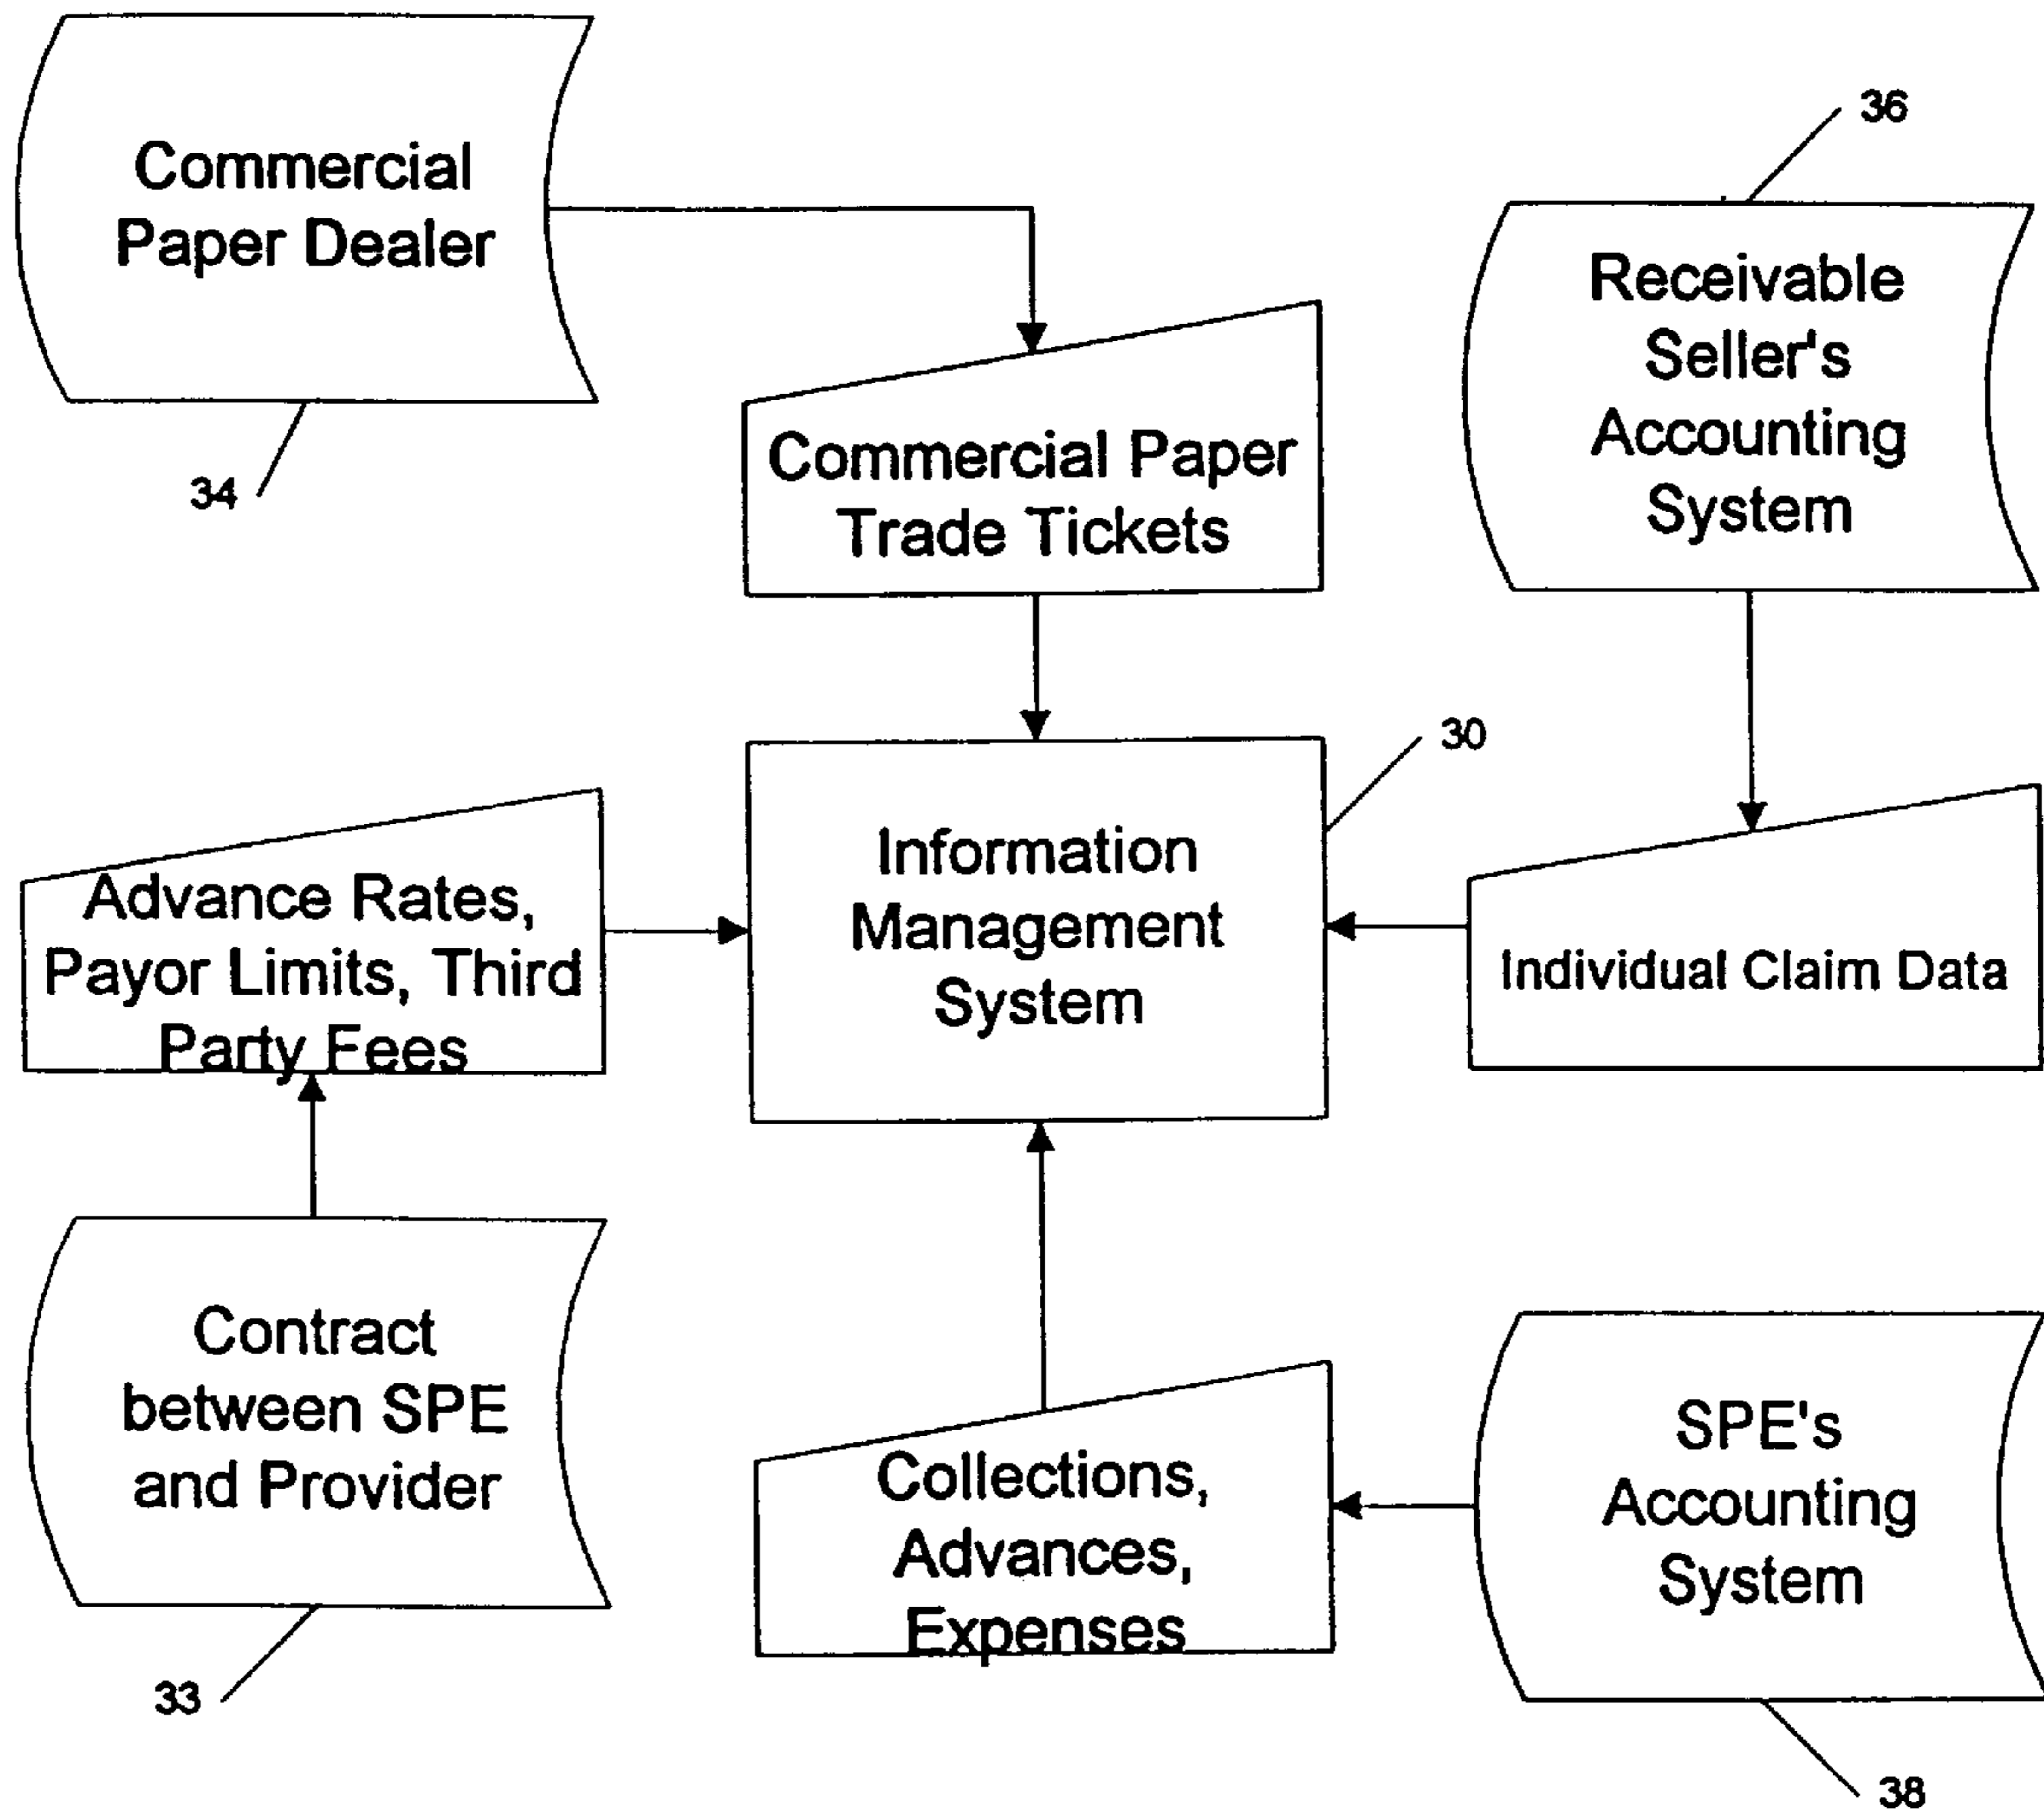 Commercial
Paper Dealer
34
36
Receivable
Seller's
Accounting
System
Commercial Paper
Trade Tickets
30
Information
Management
System
Advance Rates,
Payor Limits, Third
Party Fees
Individual Claim Data
Contract
between SPE
and Provider
33
Collections,
Advances,
Expenses
SPE's
Accounting
System
38